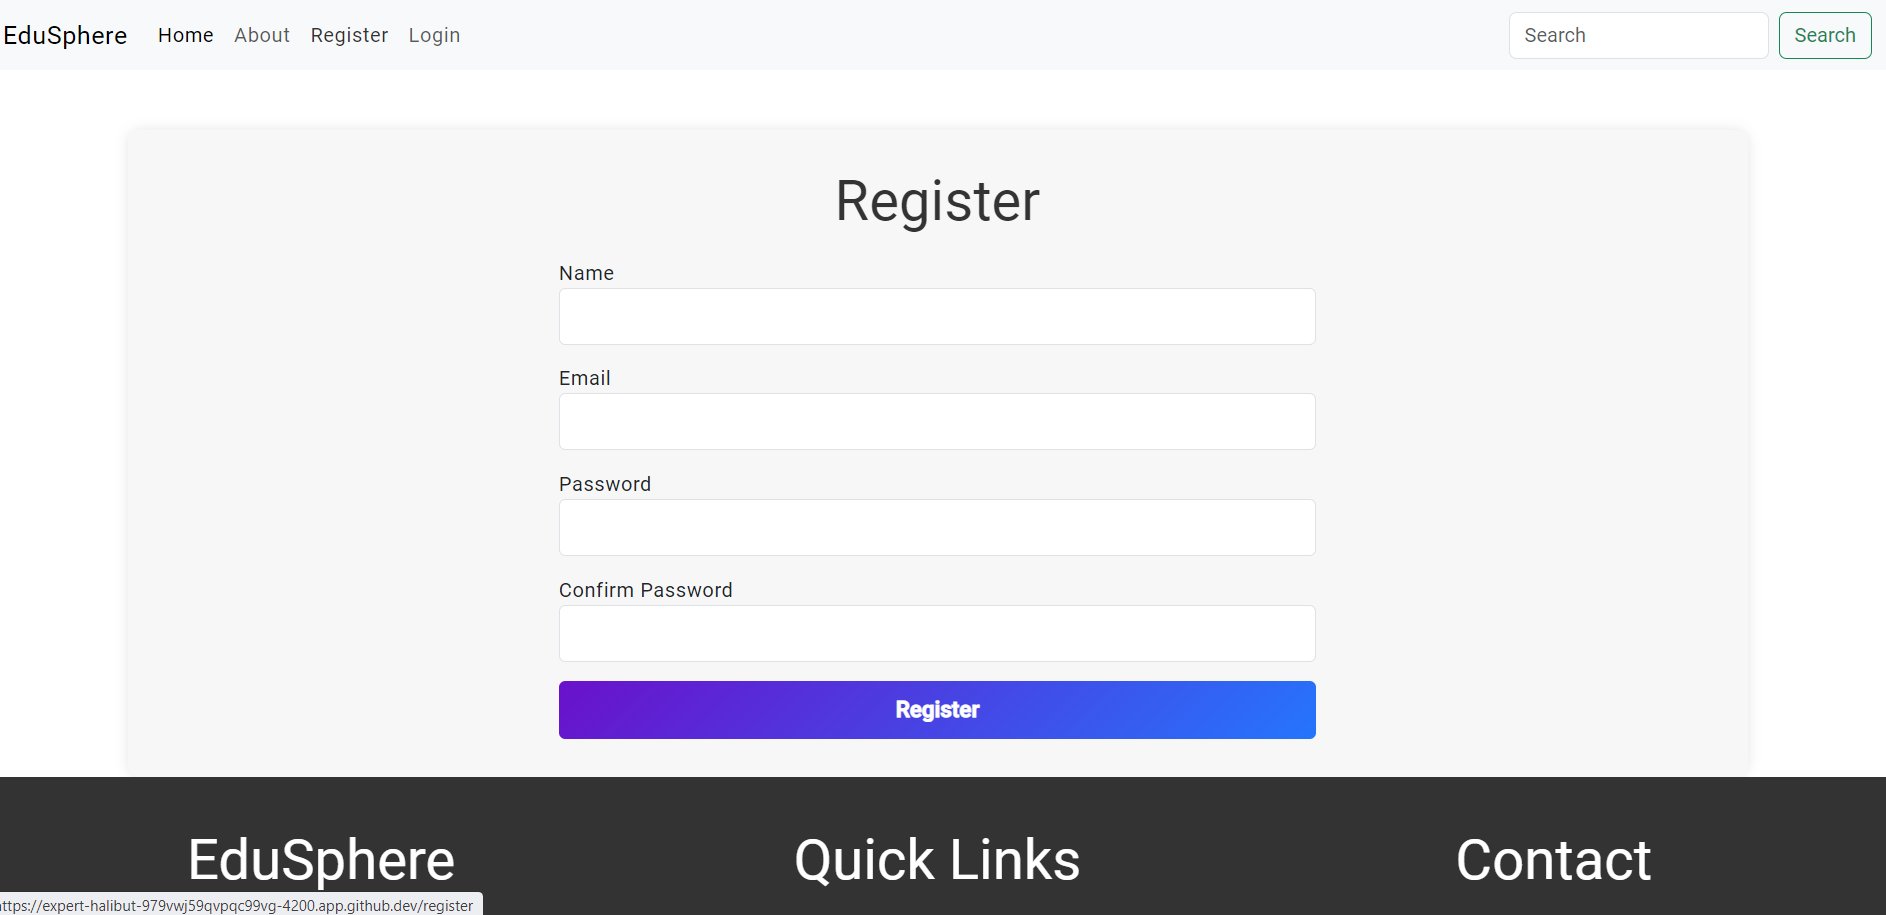 EduSphere Home About Register Login Search Search
Register
Name
Email
Password
Confirm Password
Register
EduSphere Quick Links Contact
ttps://expert-halibut-979vwj59qvpqc99vg-4200.app.github.dev/register